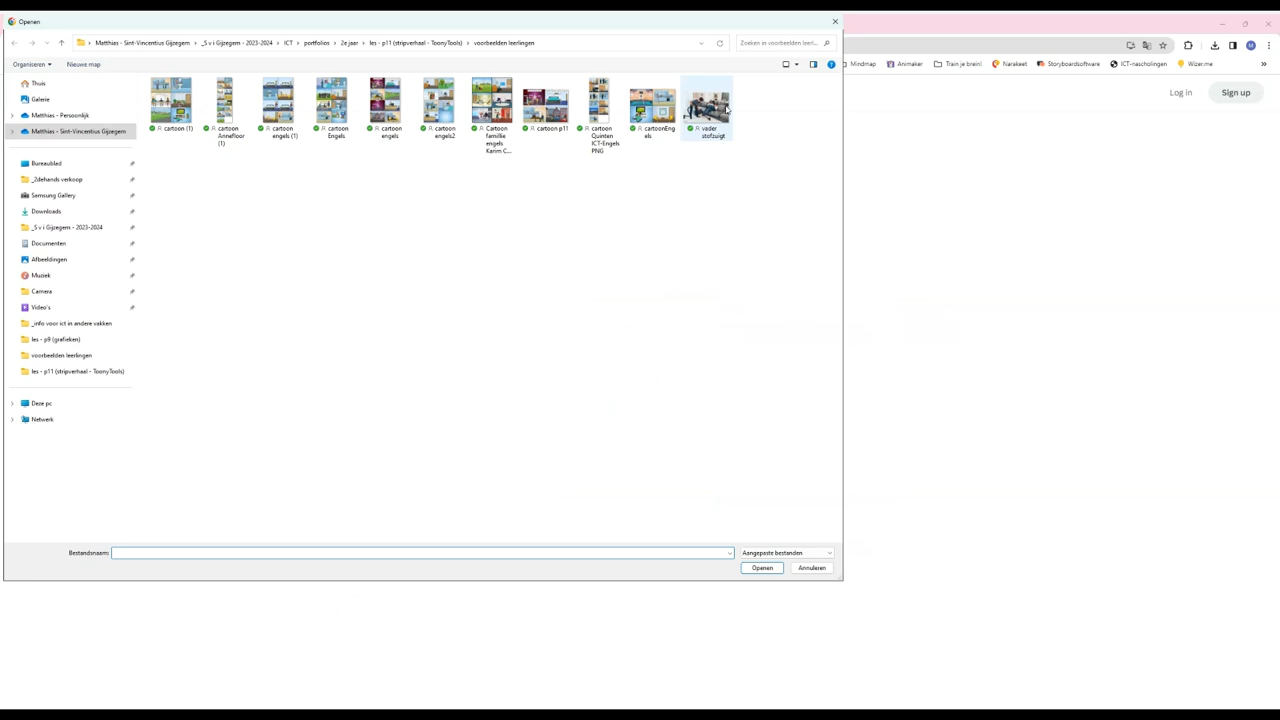 Openen
Matthias - Sint-Vincentius Gijzegem > _S v i Gijzegem - 2023-2024 > ICT > portfolios > 2e jaar > les - p11 (stripverhaal - ToonyTools) > voorbeelden leerlingen
Zoeken in voorbeelden leer...
Organiseren
Nieuwe map
Mindmap
Animaker
Train je brein!
Narakeet
Storyboardsoftware
ICT-nascholingen
Wizer.me
Log in
Sign up
Thuis
Galerie
Matthias - Persoonlijk
Matthias - Sint-Vincentius Gijzegem
Bureaublad
_2dehands verkoop
Samsung Gallery
Downloads
_S v i Gijzegem - 2023-2024
Documenten
Afbeeldingen
Muziek
Camera
Video's
_info voor ict in andere vakken
les - p9 (grafieken)
voorbeelden leerlingen
les - p11 (stripverhaal - ToonyTools)
Deze pc
Netwerk
cartoon (1)
cartoon
Annefloor
(1)
cartoon
engels (1)
cartoon
Engels
cartoon
engels
cartoon
engels2
Cartoon
famillie
engels
Karim C...
cartoon p11
cartoon
Quinten
ICT-Engels
PNG
cartoonEng
els
vader
stofzuigt
Bestandsnaam:
Aangepaste bestanden
Openen
Annuleren